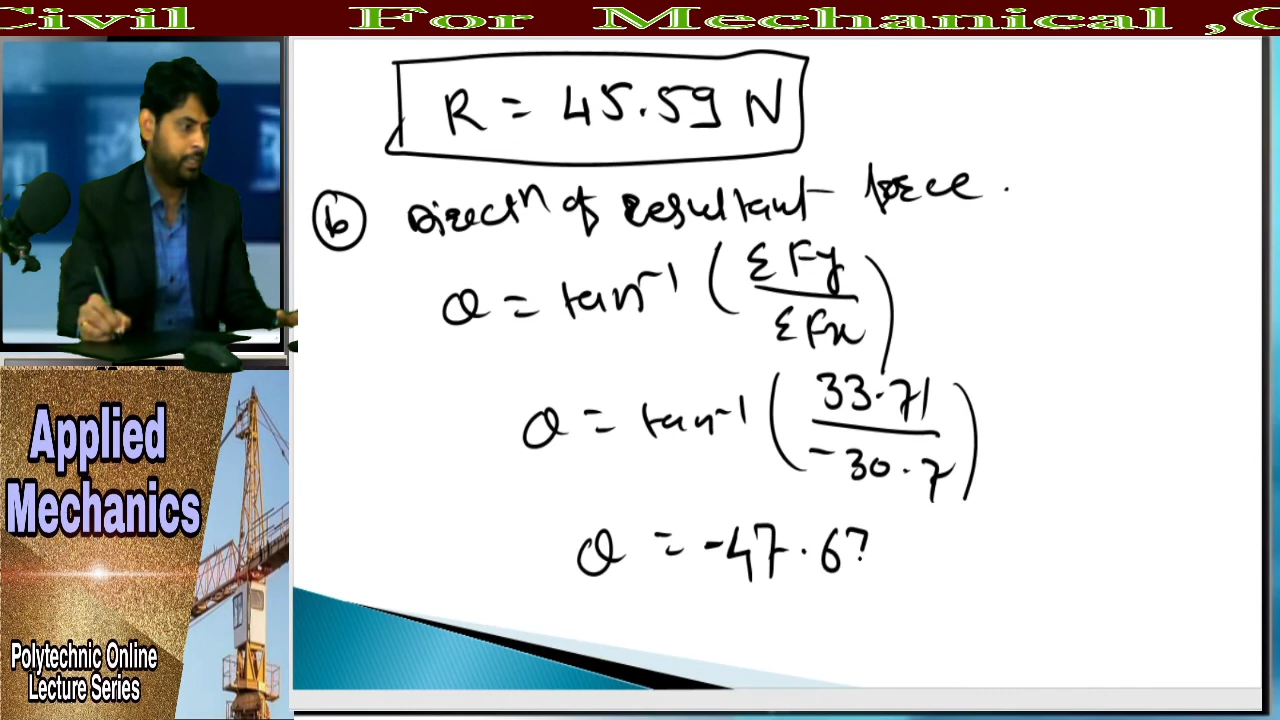 Civil For Mechanical ,C
R = 45.59 N
(b) Directn of resultant force.
θ = tan-1 ( ΣFy / ΣFx )
θ = tan-1 ( 33.71 / -30.7 )
θ = -47.67
Applied
Mechanics
Polytechnic Online
Lecture Series